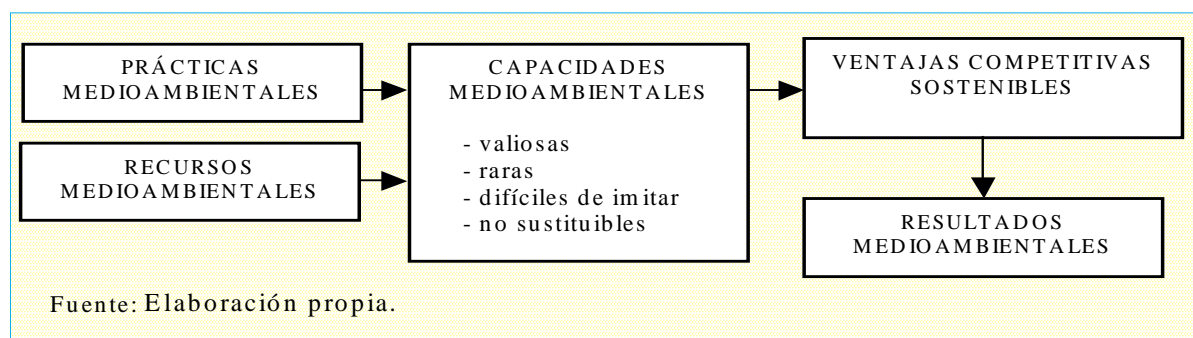 PRÁCTICAS
MEDIOAMBIENTALES
RECURSOS
MEDIOAMBIENTALES
CAPACIDADES
MEDIOAMBIENTALES
- valiosas
- raras
- difíciles de imitar
- no sustituibles
VENTAJAS COMPETITIVAS
SOSTENIBLES
RESULTADOS
MEDIOAMBIENTALES
Fuente: Elaboración propia.